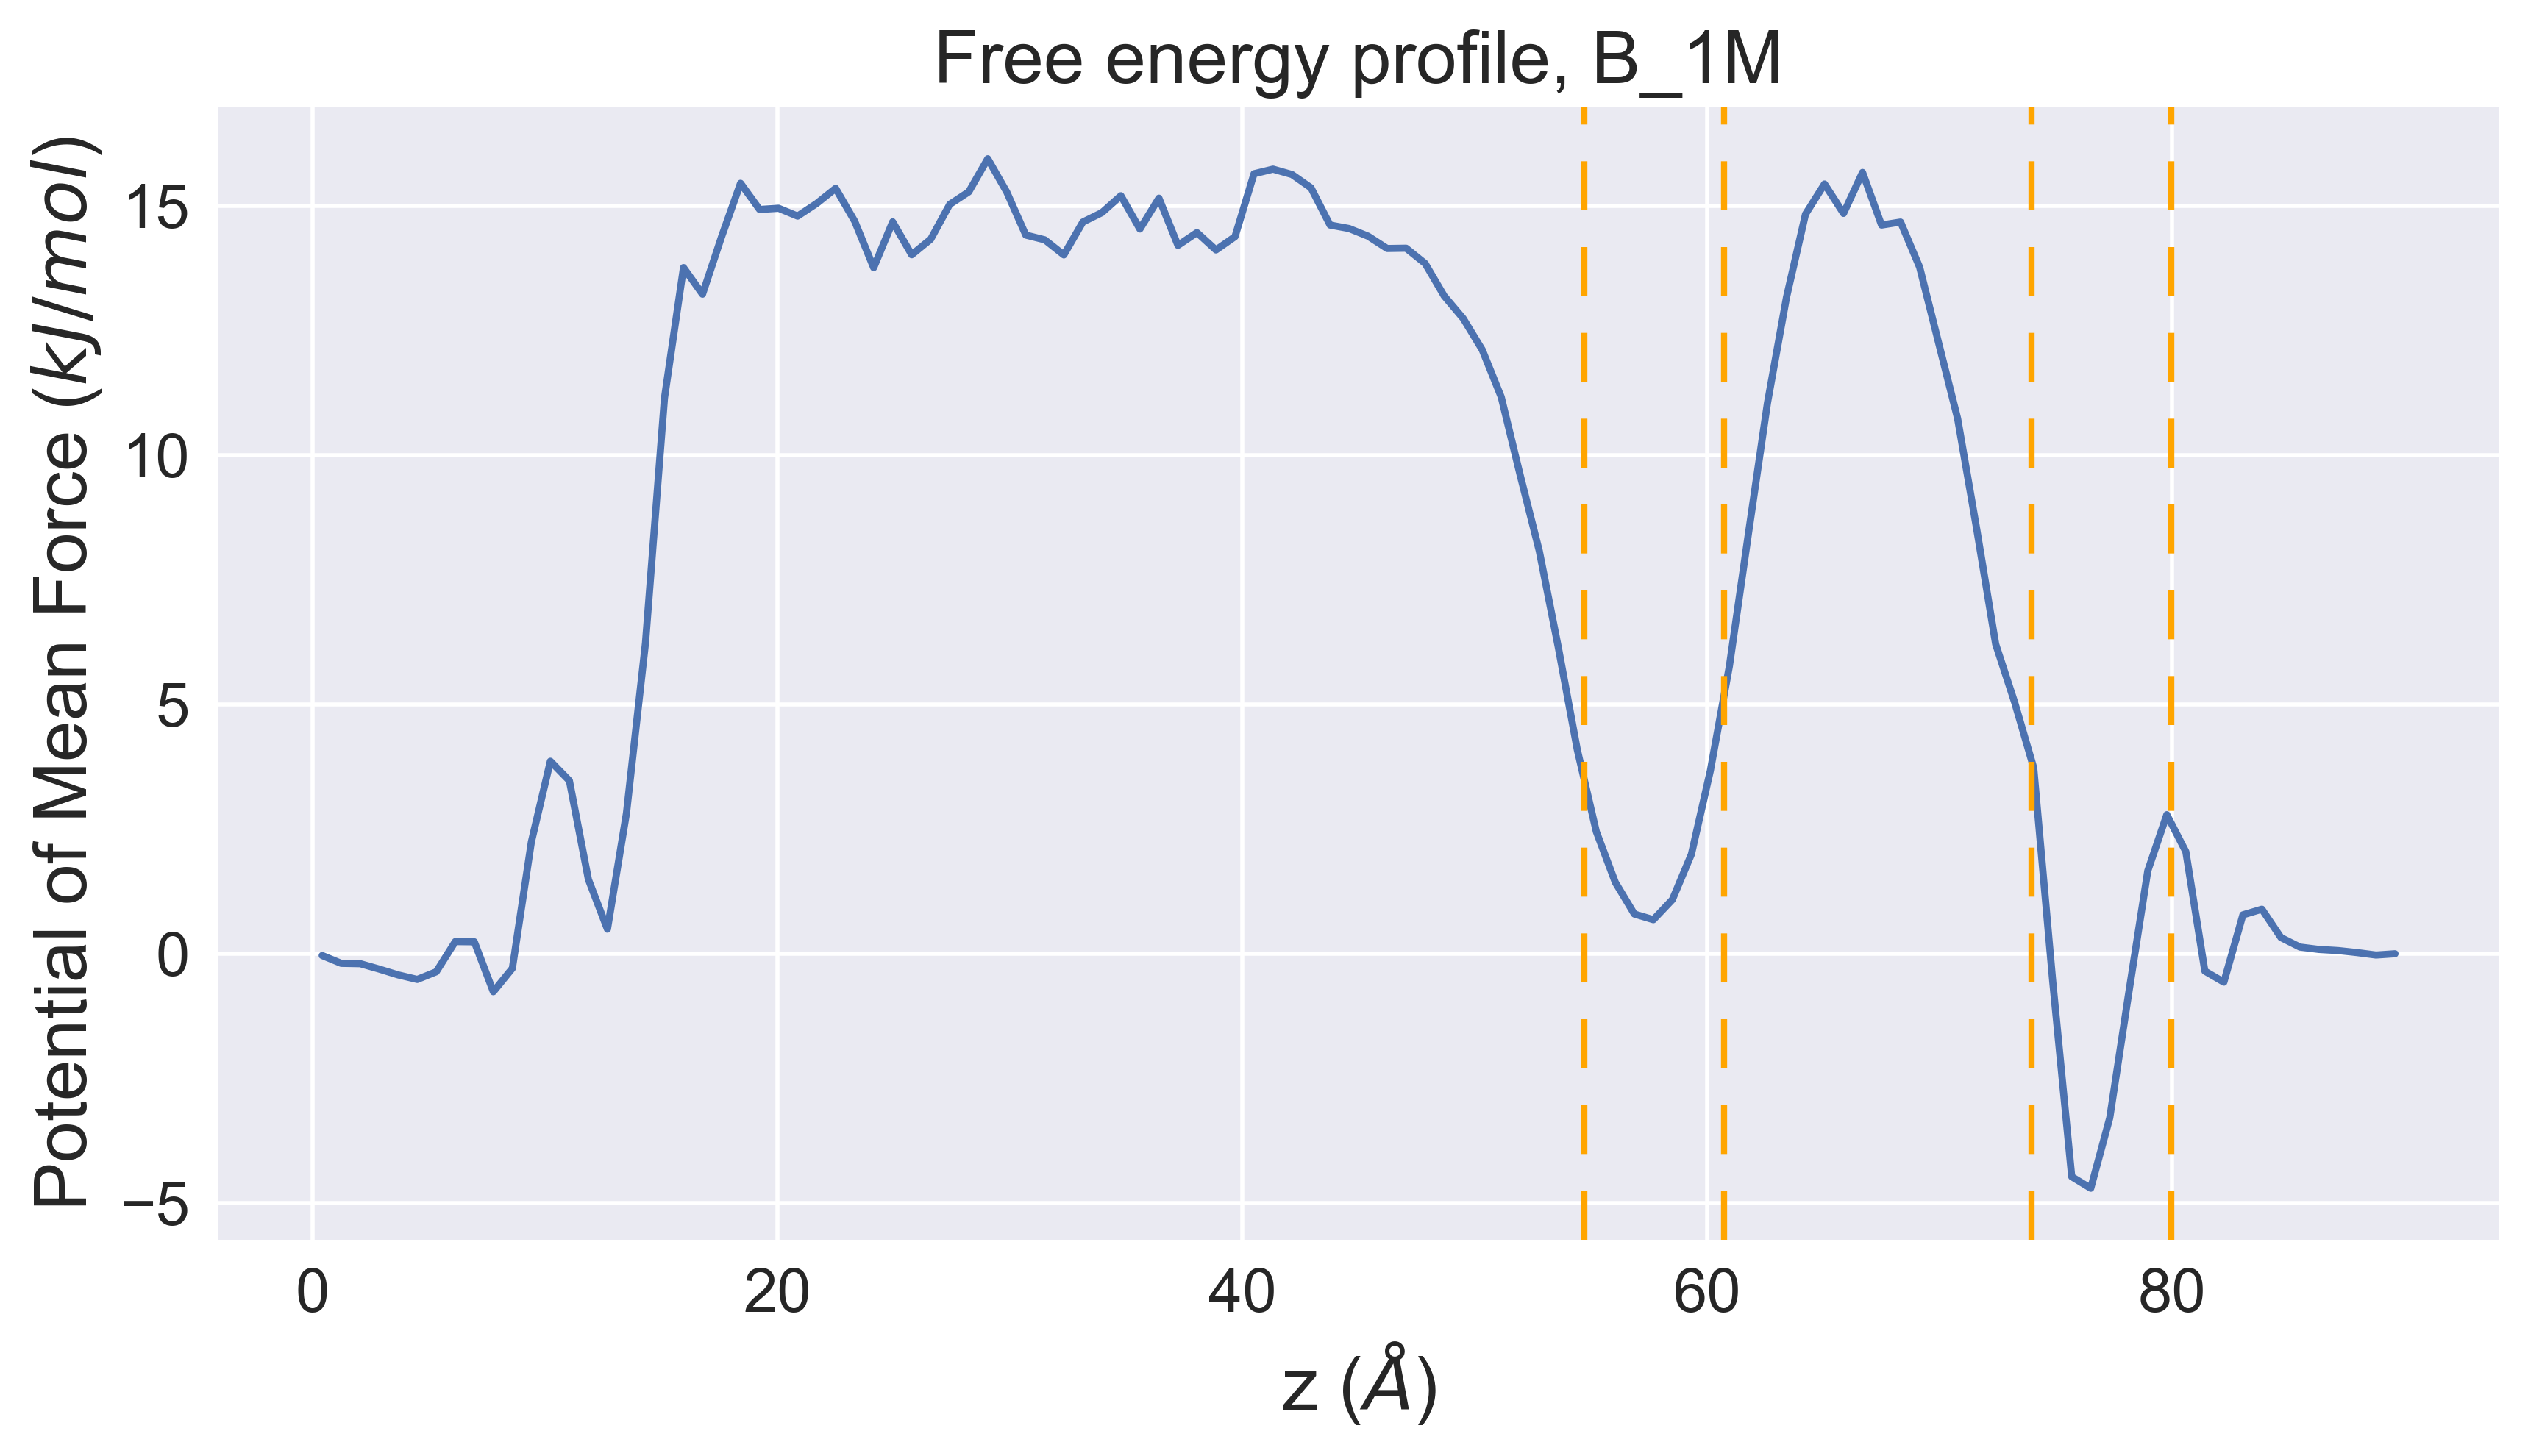 Free energy profile, B_1M
Potential of Mean Force (kJ/mol)
15
10
5
0
−5
0 20 40 60 80
z (Å)